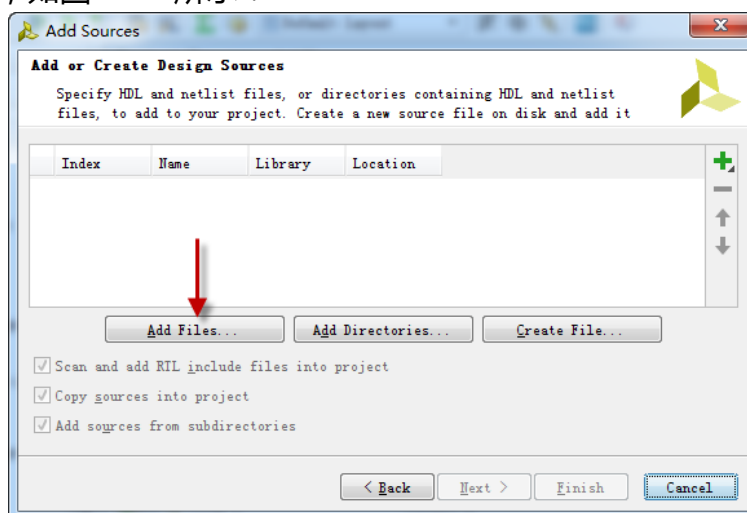 Add Sources
Add or Create Design Sources
Specify HDL and netlist files, or directories containing HDL and netlist
files, to add to your project. Create a new source file on disk and add it
Index Name Library Location
Add Files... Add Directories... Create File...
Scan and add RTL include files into project
Copy sources into project
Add sources from subdirectories
< Back Next > Finish Cancel